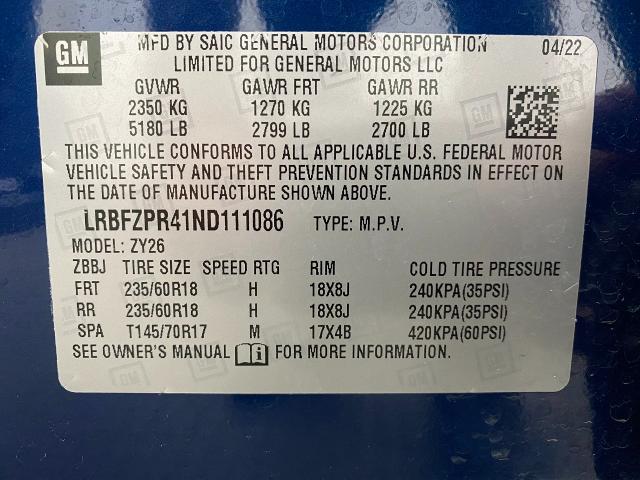 GM MFD BY SAIC GENERAL MOTORS CORPORATION 04/22
LIMITED FOR GENERAL MOTORS LLC
GVWR GAWR FRT GAWR RR
2350 KG 1270 KG 1225 KG
5180 LB 2799 LB 2700 LB
THIS VEHICLE CONFORMS TO ALL APPLICABLE U.S. FEDERAL MOTOR
VEHICLE SAFETY AND THEFT PREVENTION STANDARDS IN EFFECT ON
THE DATE OF MANUFACTURE SHOWN ABOVE.
LRBFZPR41ND111086 TYPE: M.P.V.
MODEL: ZY26
ZBBJ TIRE SIZE SPEED RTG RIM COLD TIRE PRESSURE
FRT 235/60R18 H 18X8J 240KPA(35PSI)
RR 235/60R18 H 18X8J 240KPA(35PSI)
SPA T145/70R17 M 17X4B 420KPA(60PSI)
SEE OWNER'S MANUAL FOR MORE INFORMATION.